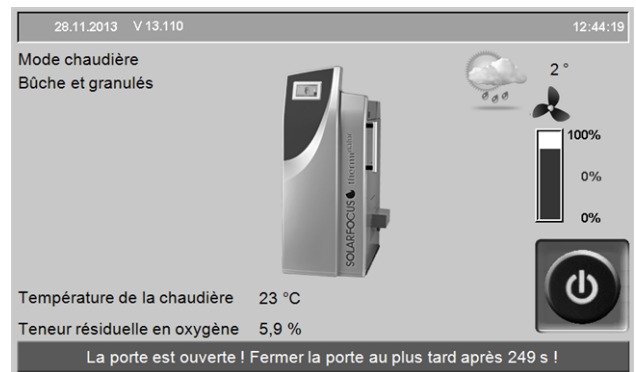 28.11.2013 V 13.110 12:44:19
Mode chaudière
Bûche et granulés
2 °
100%
0%
0%
SOLARFOCUS thermınator
Température de la chaudière 23 °C
Teneur résiduelle en oxygène 5,9 %
La porte est ouverte ! Fermer la porte au plus tard après 249 s !